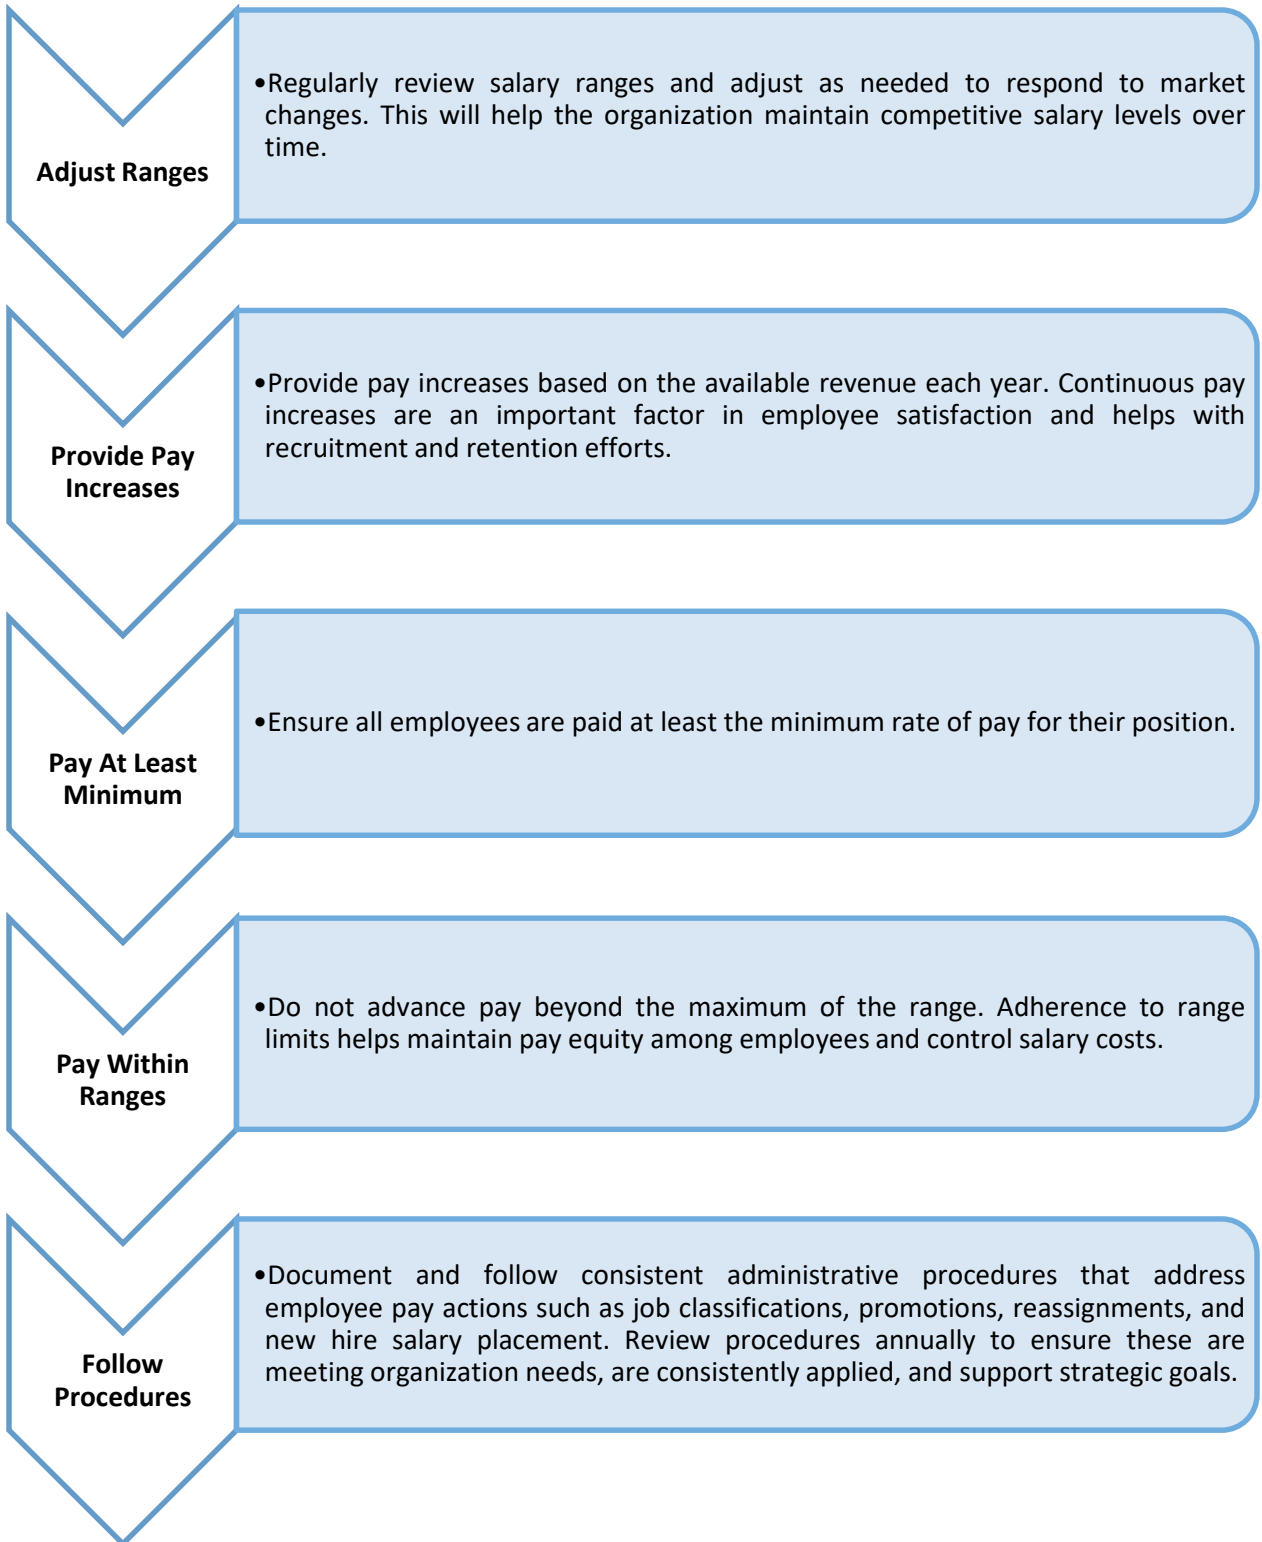 Adjust Ranges
•Regularly review salary ranges and adjust as needed to respond to market
changes. This will help the organization maintain competitive salary levels over
time.
Provide Pay
Increases
•Provide pay increases based on the available revenue each year. Continuous pay
increases are an important factor in employee satisfaction and helps with
recruitment and retention efforts.
Pay At Least
Minimum
•Ensure all employees are paid at least the minimum rate of pay for their position.
Pay Within
Ranges
•Do not advance pay beyond the maximum of the range. Adherence to range
limits helps maintain pay equity among employees and control salary costs.
Follow
Procedures
•Document and follow consistent administrative procedures that address
employee pay actions such as job classifications, promotions, reassignments, and
new hire salary placement. Review procedures annually to ensure these are
meeting organization needs, are consistently applied, and support strategic goals.